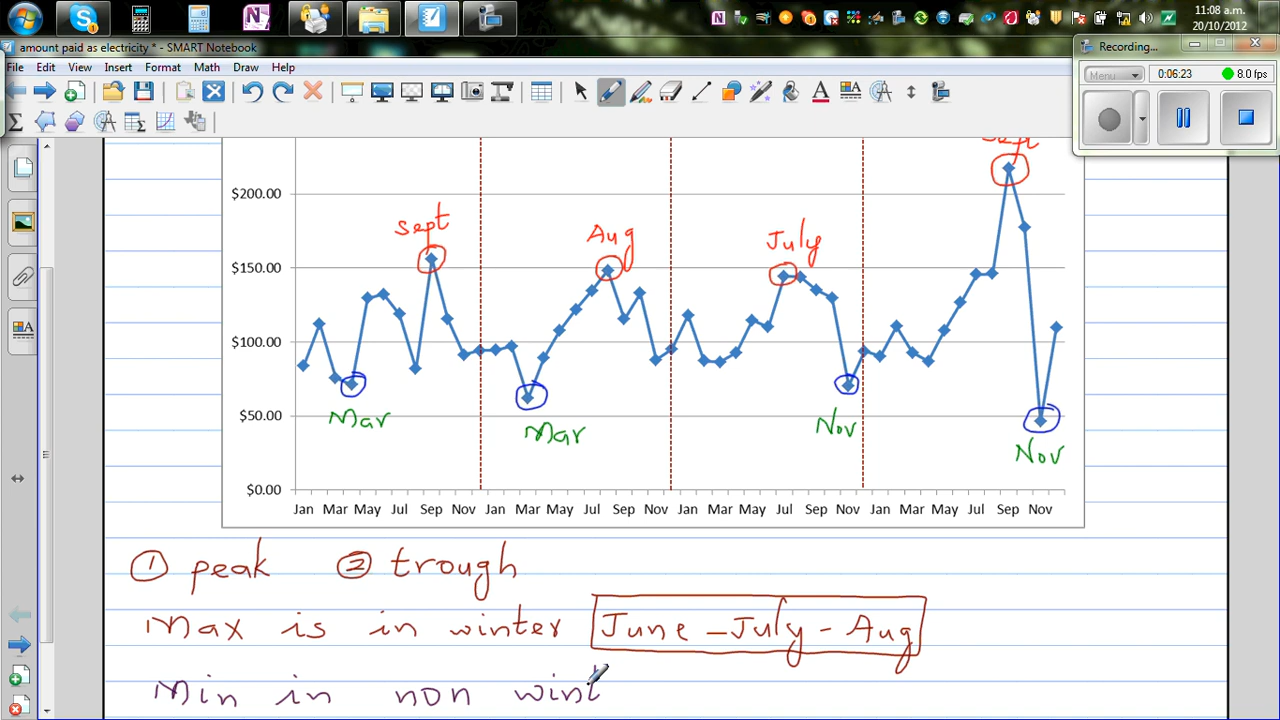 11:08 a.m.
20/10/2012
amount paid as electricity * - SMART Notebook
Recording...
File Edit View Insert Format Math Draw Help
Menu 00:06:23 8.0 fps
Sept
$200.00
Sept Aug July
$150.00
$100.00
$50.00
Mar Mar Nov Nov
$0.00
Jan Mar May Jul Sep Nov Jan Mar May Jul Sep Nov Jan Mar May Jul Sep Nov Jan Mar May Jul Sep Nov
① peak ② trough
Max is in winter June - July - Aug
Min in non wint